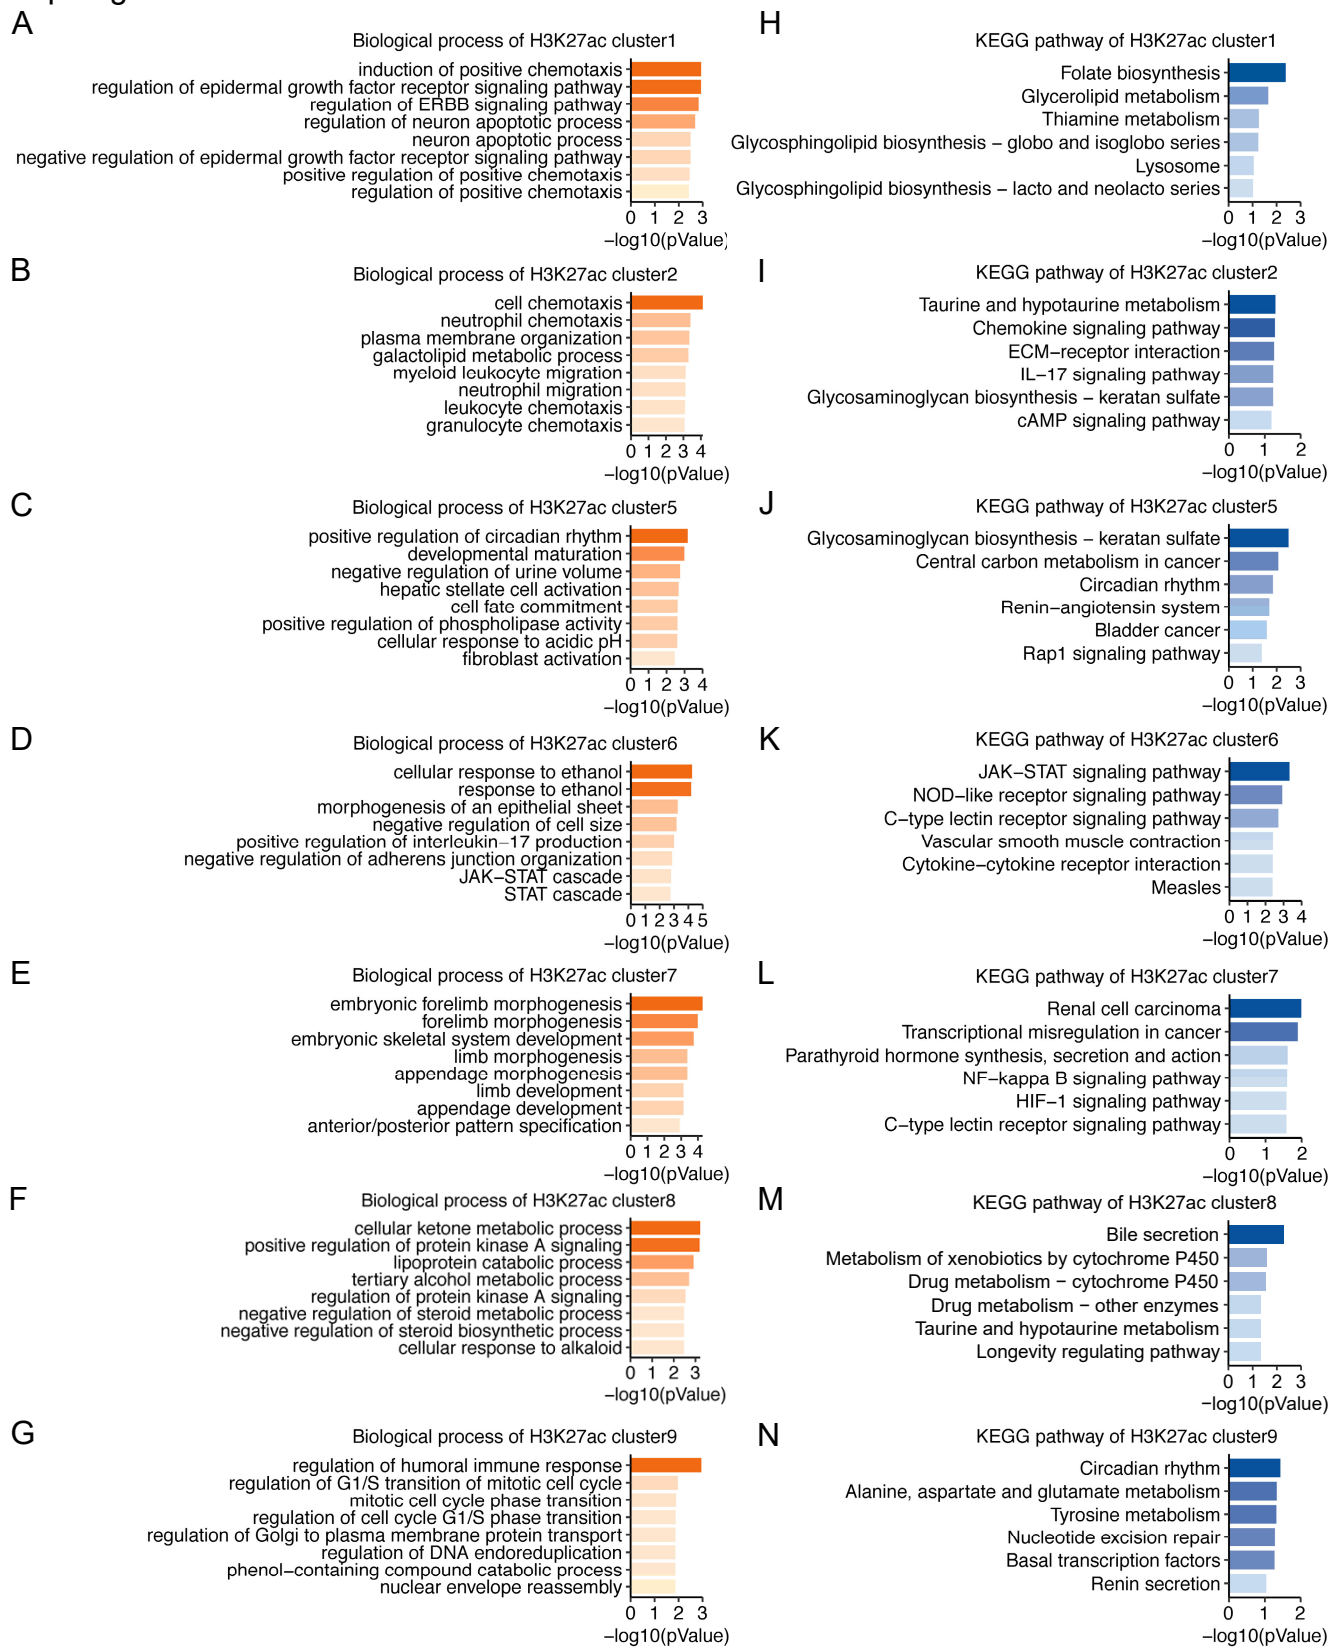 A
Biological process of H3K27ac cluster1
induction of positive chemotaxis
regulation of epidermal growth factor receptor signaling pathway
regulation of ERBB signaling pathway
regulation of neuron apoptotic process
neuron apoptotic process
negative regulation of epidermal growth factor receptor signaling pathway
positive regulation of positive chemotaxis
regulation of positive chemotaxis
0 1 2 3
−log10(pValue)
H
KEGG pathway of H3K27ac cluster1
Folate biosynthesis
Glycerolipid metabolism
Thiamine metabolism
Glycosphingolipid biosynthesis − globo and isoglobo series
Lysosome
Glycosphingolipid biosynthesis − lacto and neolacto series
0 1 2 3
−log10(pValue)
B
Biological process of H3K27ac cluster2
cell chemotaxis
neutrophil chemotaxis
plasma membrane organization
galactolipid metabolic process
myeloid leukocyte migration
neutrophil migration
leukocyte chemotaxis
granulocyte chemotaxis
0 1 2 3 4
−log10(pValue)
I
KEGG pathway of H3K27ac cluster2
Taurine and hypotaurine metabolism
Chemokine signaling pathway
ECM−receptor interaction
IL−17 signaling pathway
Glycosaminoglycan biosynthesis − keratan sulfate
cAMP signaling pathway
0 1 2
−log10(pValue)
C
Biological process of H3K27ac cluster5
positive regulation of circadian rhythm
developmental maturation
negative regulation of urine volume
hepatic stellate cell activation
cell fate commitment
positive regulation of phospholipase activity
cellular response to acidic pH
fibroblast activation
0 1 2 3 4
−log10(pValue)
J
KEGG pathway of H3K27ac cluster5
Glycosaminoglycan biosynthesis − keratan sulfate
Central carbon metabolism in cancer
Circadian rhythm
Renin−angiotensin system
Bladder cancer
Rap1 signaling pathway
0 1 2 3
−log10(pValue)
D
Biological process of H3K27ac cluster6
cellular response to ethanol
response to ethanol
morphogenesis of an epithelial sheet
negative regulation of cell size
positive regulation of interleukin−17 production
negative regulation of adherens junction organization
JAK−STAT cascade
STAT cascade
0 1 2 3 4 5
−log10(pValue)
K
KEGG pathway of H3K27ac cluster6
JAK−STAT signaling pathway
NOD−like receptor signaling pathway
C−type lectin receptor signaling pathway
Vascular smooth muscle contraction
Cytokine−cytokine receptor interaction
Measles
0 1 2 3 4
−log10(pValue)
E
Biological process of H3K27ac cluster7
embryonic forelimb morphogenesis
forelimb morphogenesis
embryonic skeletal system development
limb morphogenesis
appendage morphogenesis
limb development
appendage development
anterior/posterior pattern specification
0 1 2 3 4
−log10(pValue)
L
KEGG pathway of H3K27ac cluster7
Renal cell carcinoma
Transcriptional misregulation in cancer
Parathyroid hormone synthesis, secretion and action
NF−kappa B signaling pathway
HIF−1 signaling pathway
C−type lectin receptor signaling pathway
0 1 2
−log10(pValue)
F
Biological process of H3K27ac cluster8
cellular ketone metabolic process
positive regulation of protein kinase A signaling
lipoprotein catabolic process
tertiary alcohol metabolic process
regulation of protein kinase A signaling
negative regulation of steroid metabolic process
negative regulation of steroid biosynthetic process
cellular response to alkaloid
0 1 2 3
−log10(pValue)
M
KEGG pathway of H3K27ac cluster8
Bile secretion
Metabolism of xenobiotics by cytochrome P450
Drug metabolism − cytochrome P450
Drug metabolism − other enzymes
Taurine and hypotaurine metabolism
Longevity regulating pathway
0 1 2 3
−log10(pValue)
G
Biological process of H3K27ac cluster9
regulation of humoral immune response
regulation of G1/S transition of mitotic cell cycle
mitotic cell cycle phase transition
regulation of cell cycle G1/S phase transition
regulation of Golgi to plasma membrane protein transport
regulation of DNA endoreduplication
phenol−containing compound catabolic process
nuclear envelope reassembly
0 1 2 3
−log10(pValue)
N
KEGG pathway of H3K27ac cluster9
Circadian rhythm
Alanine, aspartate and glutamate metabolism
Tyrosine metabolism
Nucleotide excision repair
Basal transcription factors
Renin secretion
0 1 2
−log10(pValue)